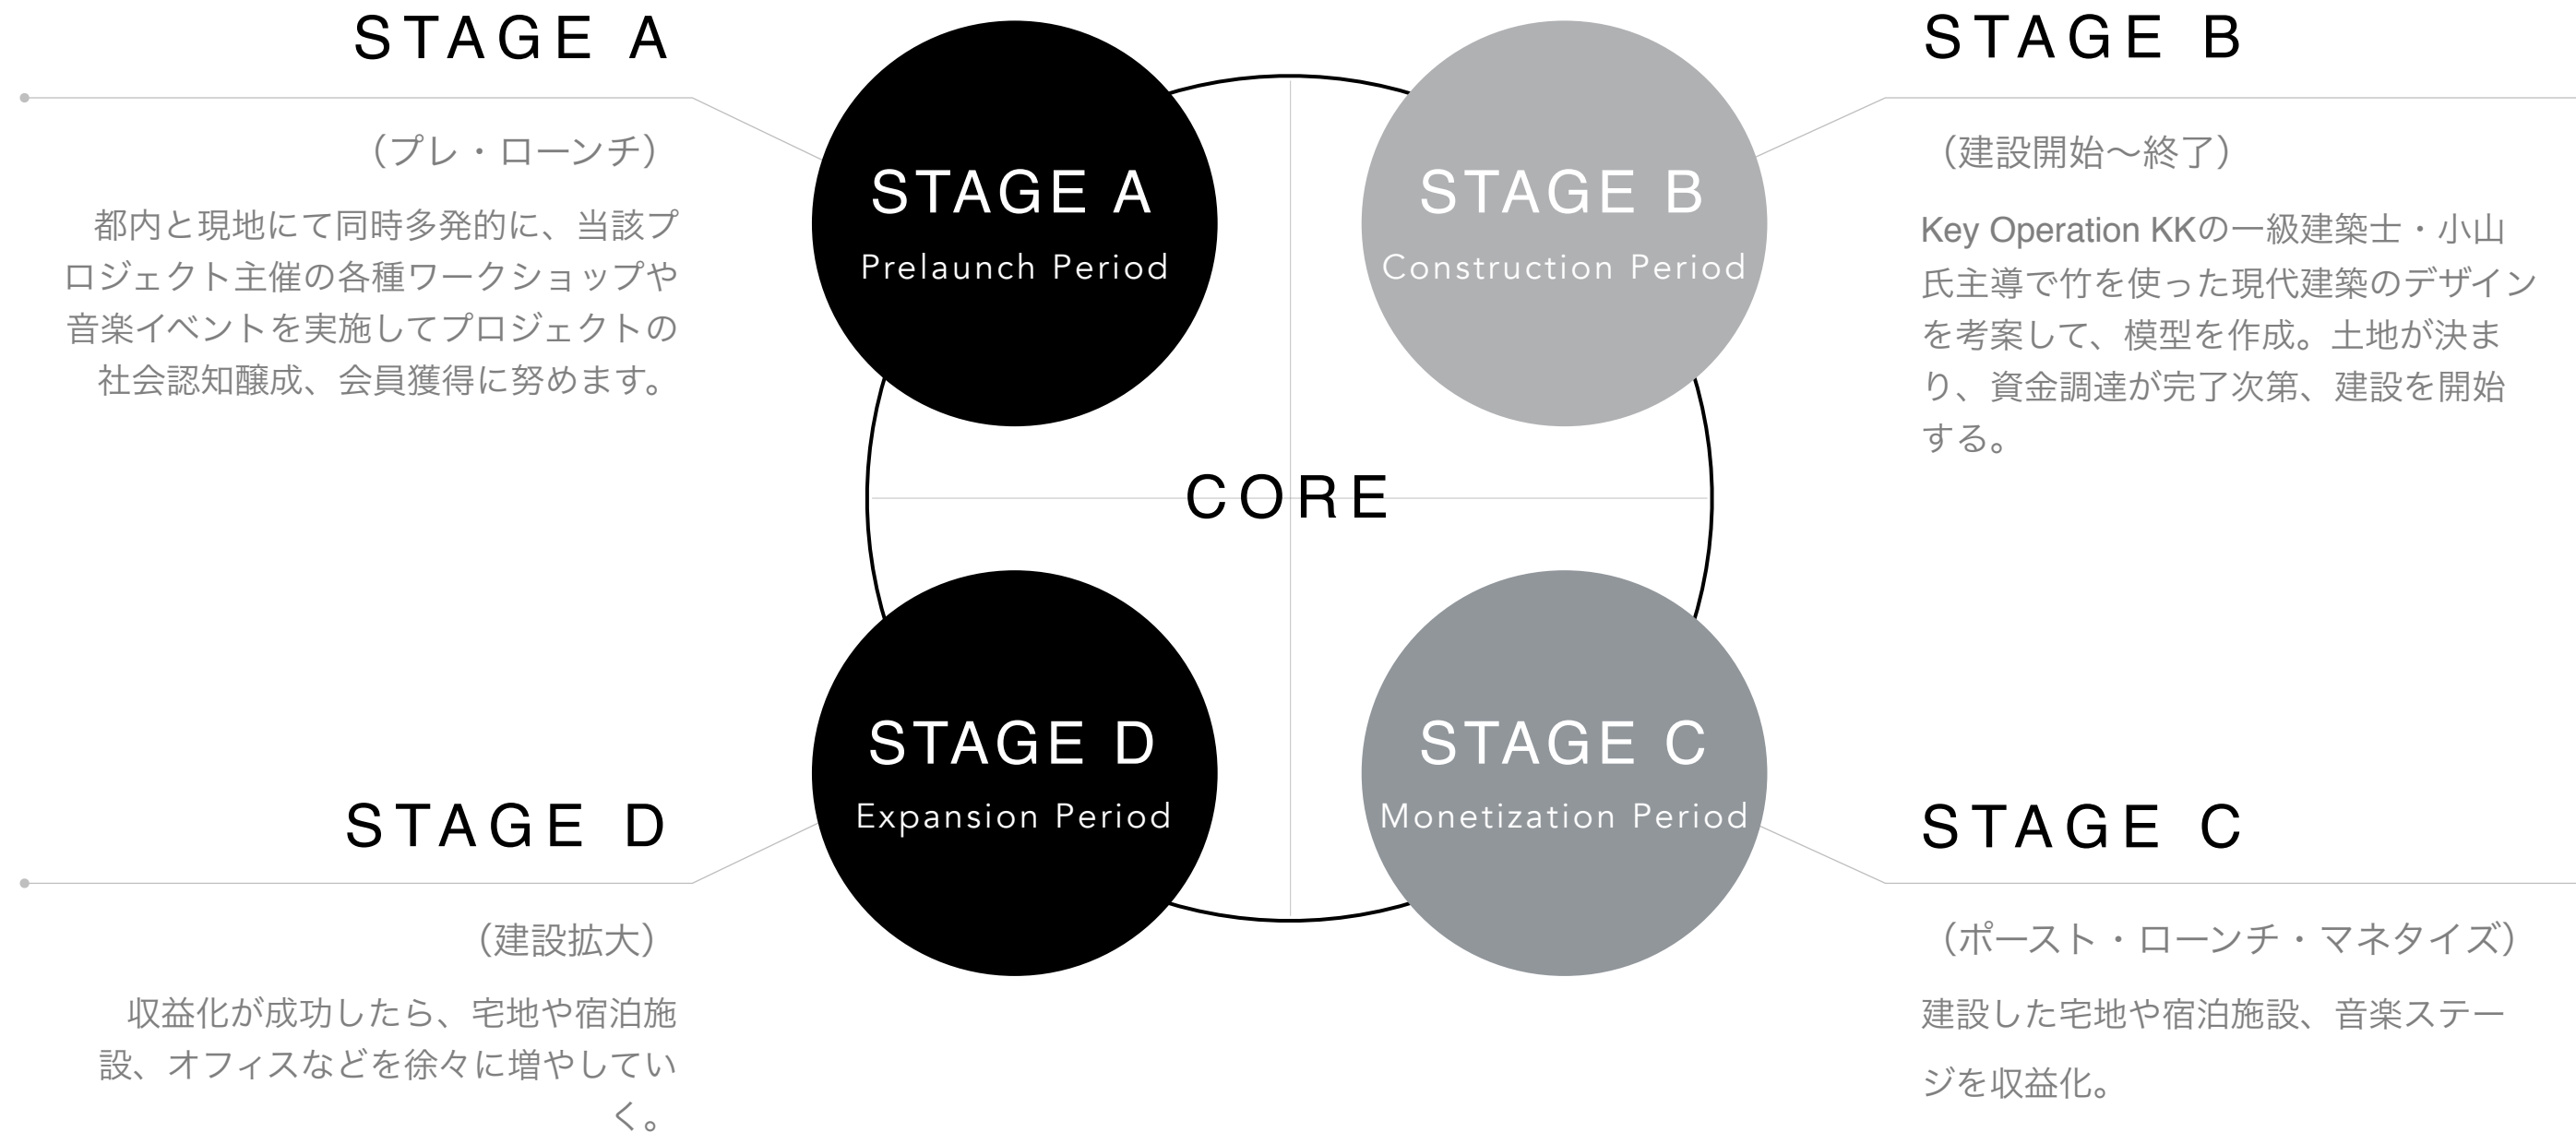 STAGE A
（プレ・ローンチ）
都内と現地にて同時多発的に、当該プ
ロジェクト主催の各種ワークショップや
音楽イベントを実施してプロジェクトの
社会認知醸成、会員獲得に努めます。
STAGE A
Prelaunch Period
STAGE B
Construction Period
STAGE B
（建設開始〜終了）
Key Operation KKの一級建築士・小山
氏主導で竹を使った現代建築のデザイン
を考案して、模型を作成。土地が決ま
り、資金調達が完了次第、建設を開始
する。
CORE
STAGE D
（建設拡大）
収益化が成功したら、宅地や宿泊施
設、オフィスなどを徐々に増やしてい
く。
STAGE D
Expansion Period
STAGE C
Monetization Period
STAGE C
（ポースト・ローンチ・マネタイズ）
建設した宅地や宿泊施設、音楽ステー
ジを収益化。